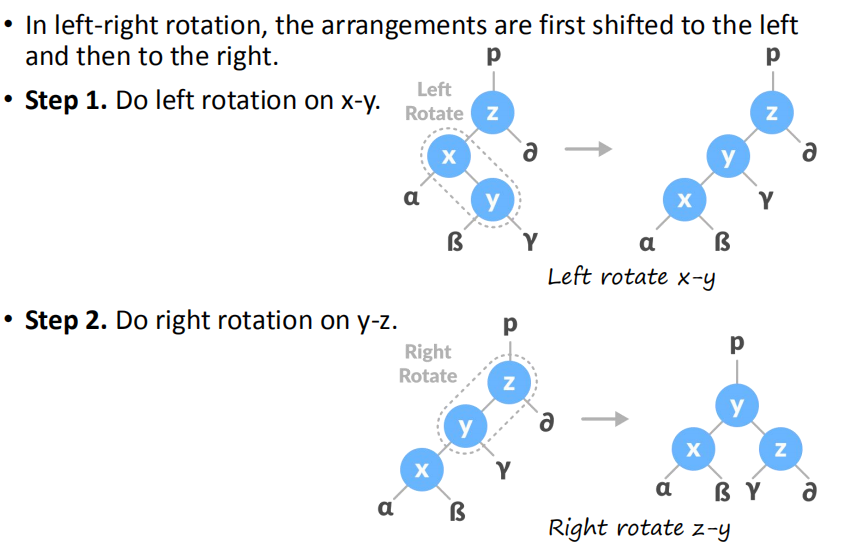 • In left-right rotation, the arrangements are first shifted to the left
and then to the right.
p
p
• Step 1. Do left rotation on x-y.
Left
Rotate
z
z
x
∂
y
∂
α
y
x
γ
ß
γ
α
ß
Left rotate x-y
• Step 2. Do right rotation on y-z.
p
p
Right
Rotate
z
y
y
∂
x
z
x
γ
α
ß
γ
∂
α
ß
Right rotate z-y